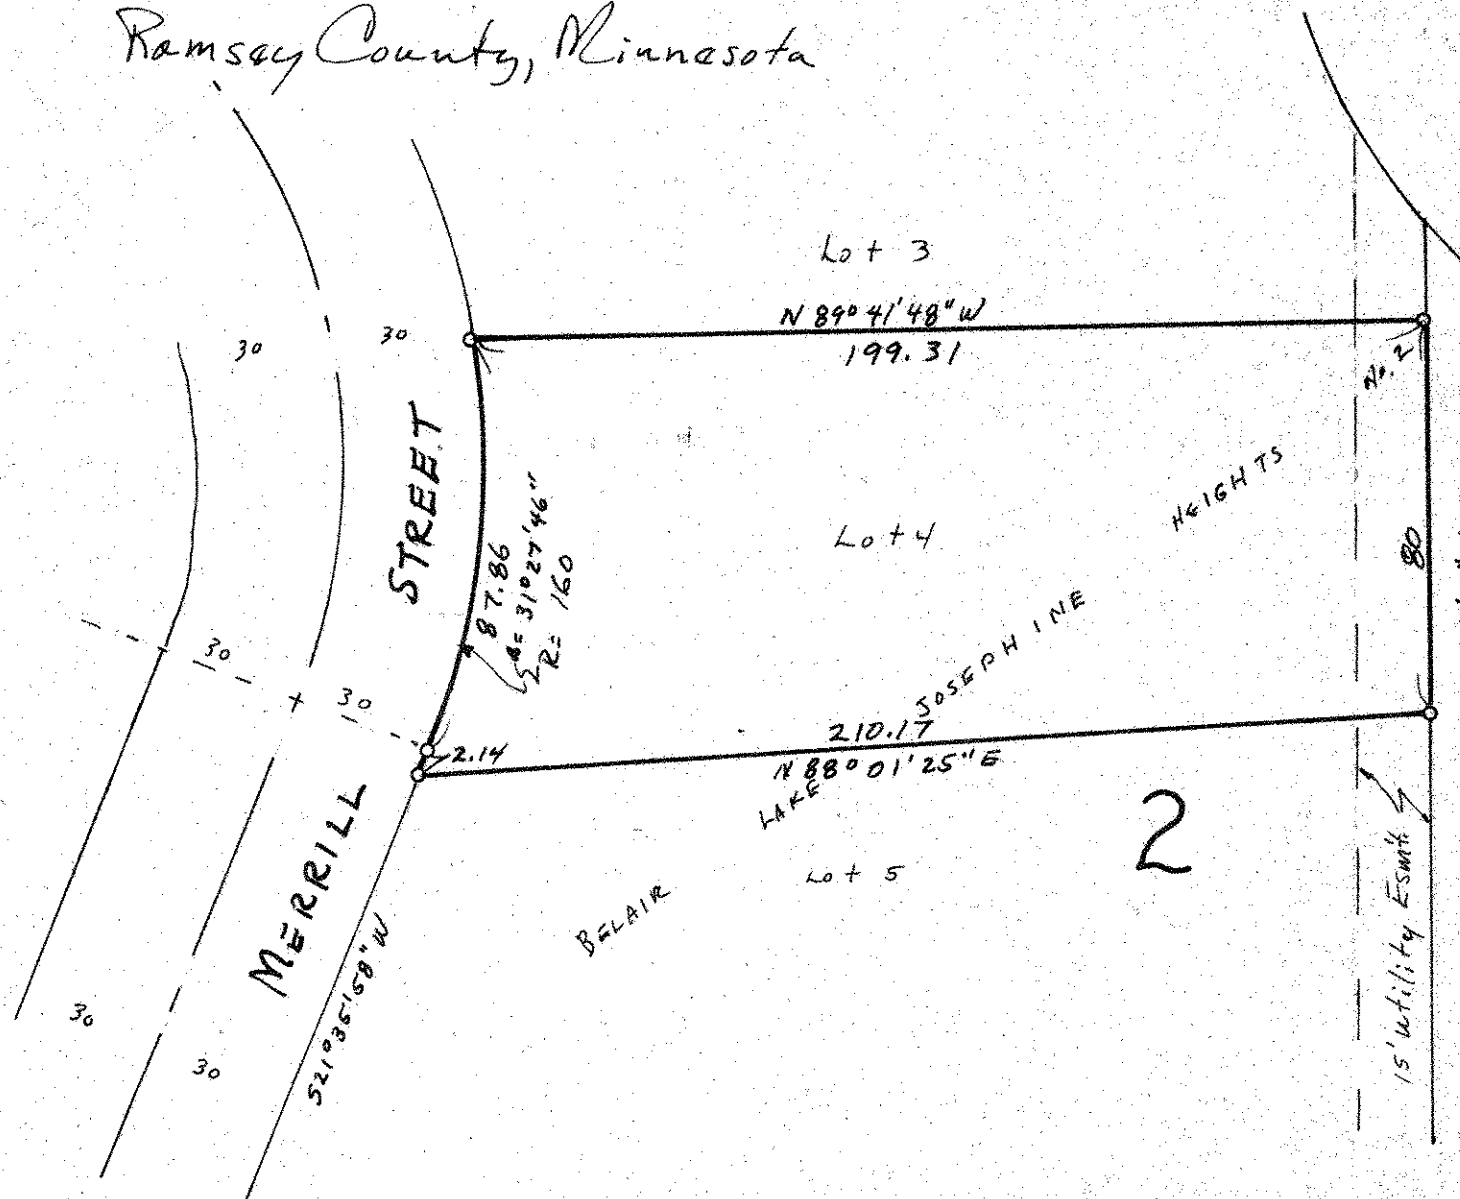 Ramsey County, Minnesota
Lot 3
N 89° 41' 48" W
199.31
30
30
No. 2
STREET
HEIGHTS
Lot 4
80
87.86
Δ= 31° 27' 46"
R= 160
JOSEPHINE
30
30
210.17
2.14
N 88° 01' 25" E
LAKE
2
MERRILL
Lot 5
BELAIR
S21° 35' 58" W
15' Utility Esm't
30
30